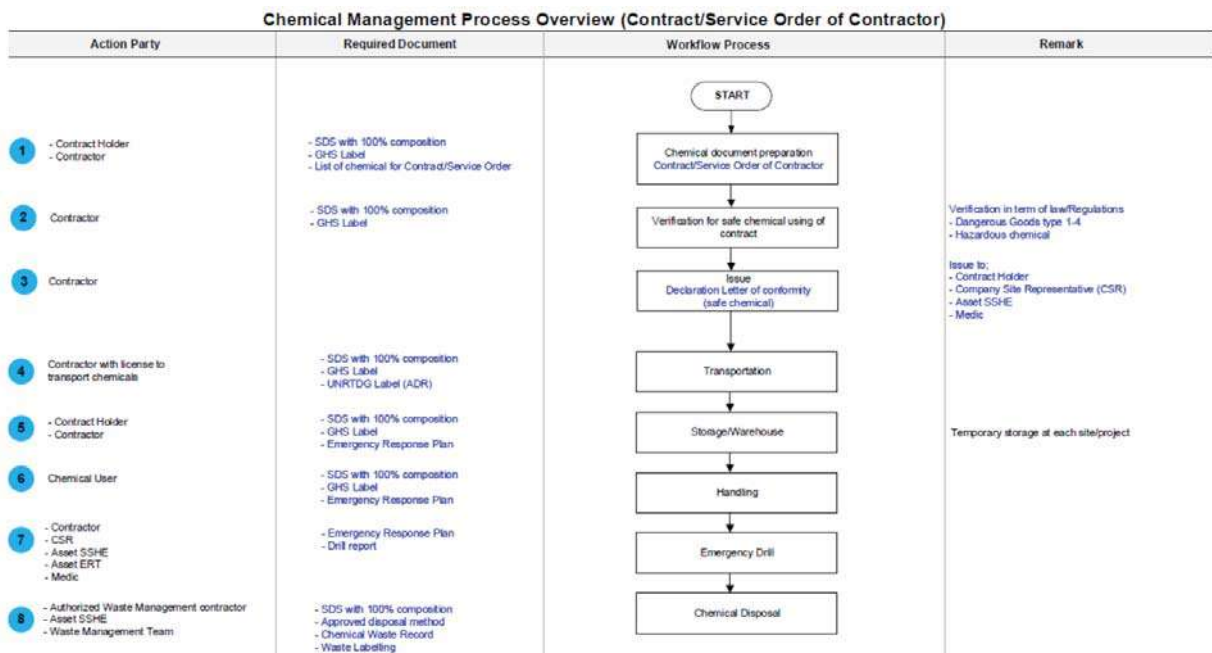 Chemical Management Process Overview (Contract/Service Order of Contractor)
Action Party
Required Document
Workflow Process
Remark
START
1
- Contract Holder
- Contractor
- SDS with 100% composition
- GHS Label
- List of chemical for Contract/Service Order
Chemical document preparation
Contract/Service Order of Contractor
2
Contractor
- SDS with 100% composition
- GHS Label
Verification for safe chemical using of
contract
Verification in term of law/Regulations
- Dangerous Goods type 1-4
- Hazardous chemical
3
Contractor
Issue
Declaration Letter of conformity
(safe chemical)
Issue to;
- Contract Holder
- Company Site Representative (CSR)
- Asset SSHE
- Medic
4
Contractor with license to
transport chemicals
- SDS with 100% composition
- GHS Label
- UNRTDG Label (ADR)
Transportation
5
- Contract Holder
- Contractor
- SDS with 100% composition
- GHS Label
- Emergency Response Plan
Storage/Warehouse
Temporary storage at each site/project
6
Chemical User
- SDS with 100% composition
- GHS Label
- Emergency Response Plan
Handling
7
- Contractor
- CSR
- Asset SSHE
- Asset ERT
- Medic
- Emergency Response Plan
- Drill report
Emergency Drill
8
- Authorized Waste Management contractor
- Asset SSHE
- Waste Management Team
- SDS with 100% composition
- Approved disposal method
- Chemical Waste Record
- Waste Labelling
Chemical Disposal